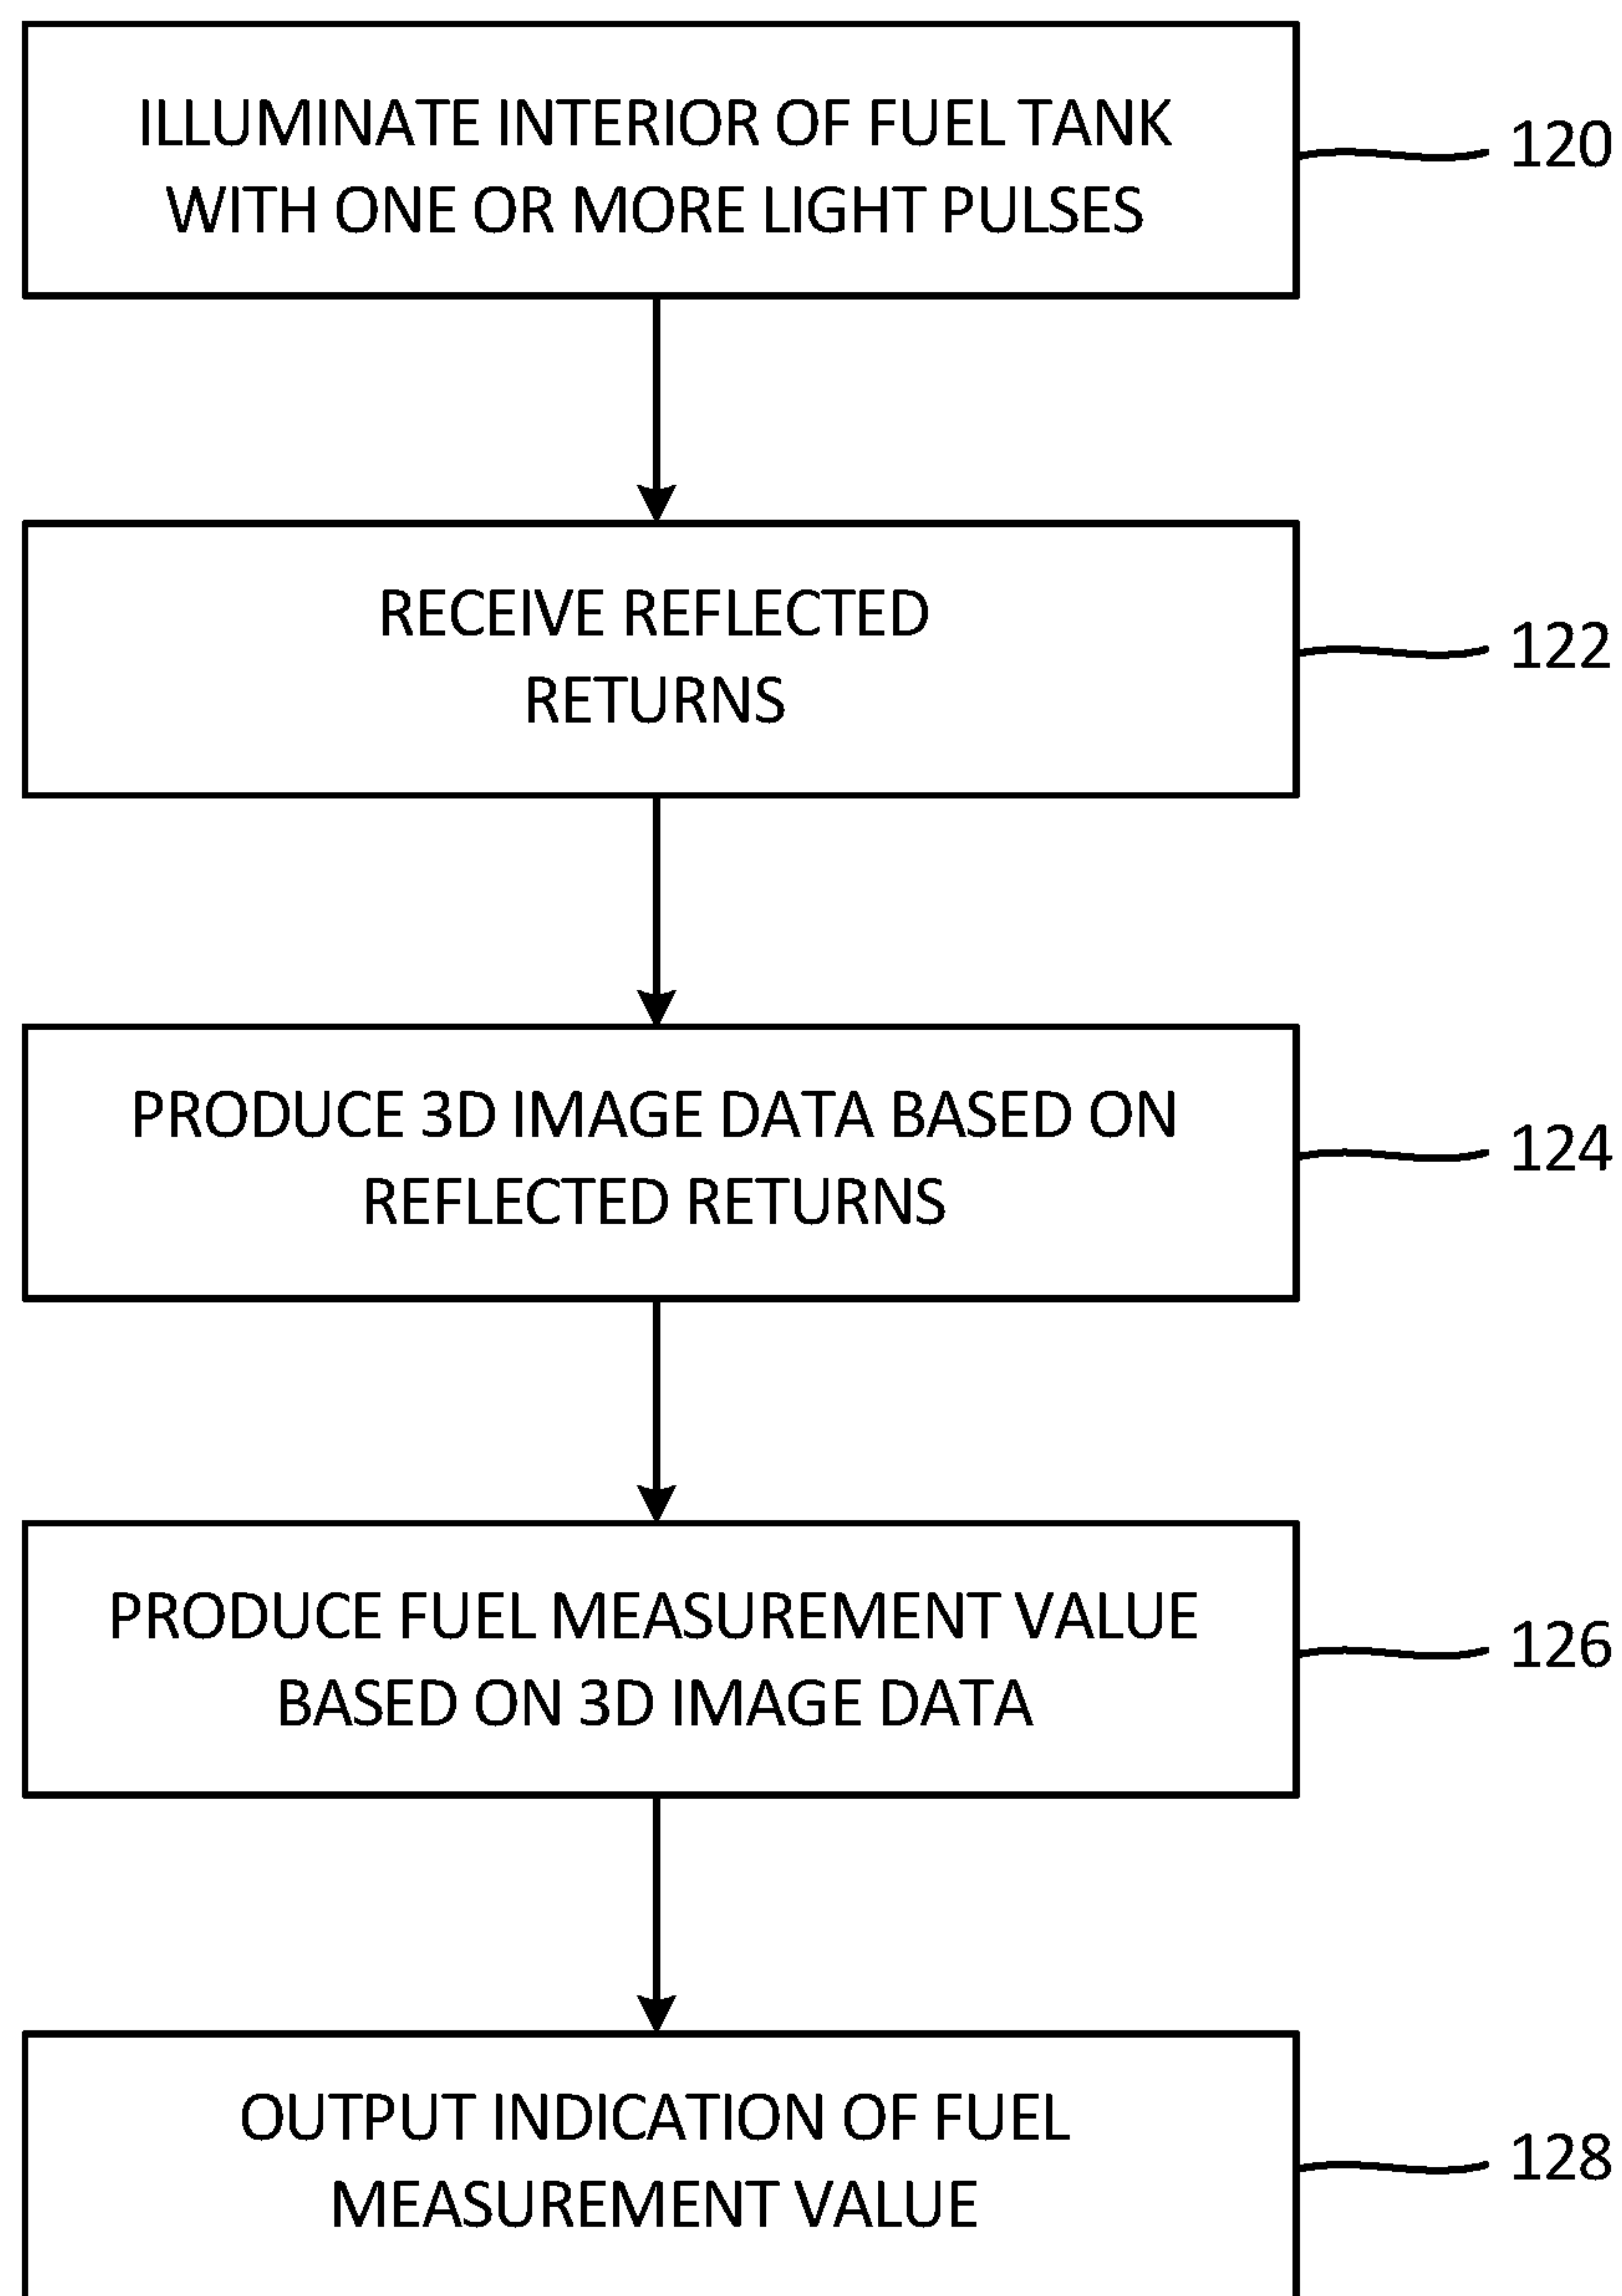 ILLUMINATE INTERIOR OF FUEL TANK
WITH ONE OR MORE LIGHT PULSES
120
RECEIVE REFLECTED
RETURNS
122
PRODUCE 3D IMAGE DATA BASED ON
REFLECTED RETURNS
124
PRODUCE FUEL MEASUREMENT VALUE
BASED ON 3D IMAGE DATA
126
OUTPUT INDICATION OF FUEL
MEASUREMENT VALUE
128